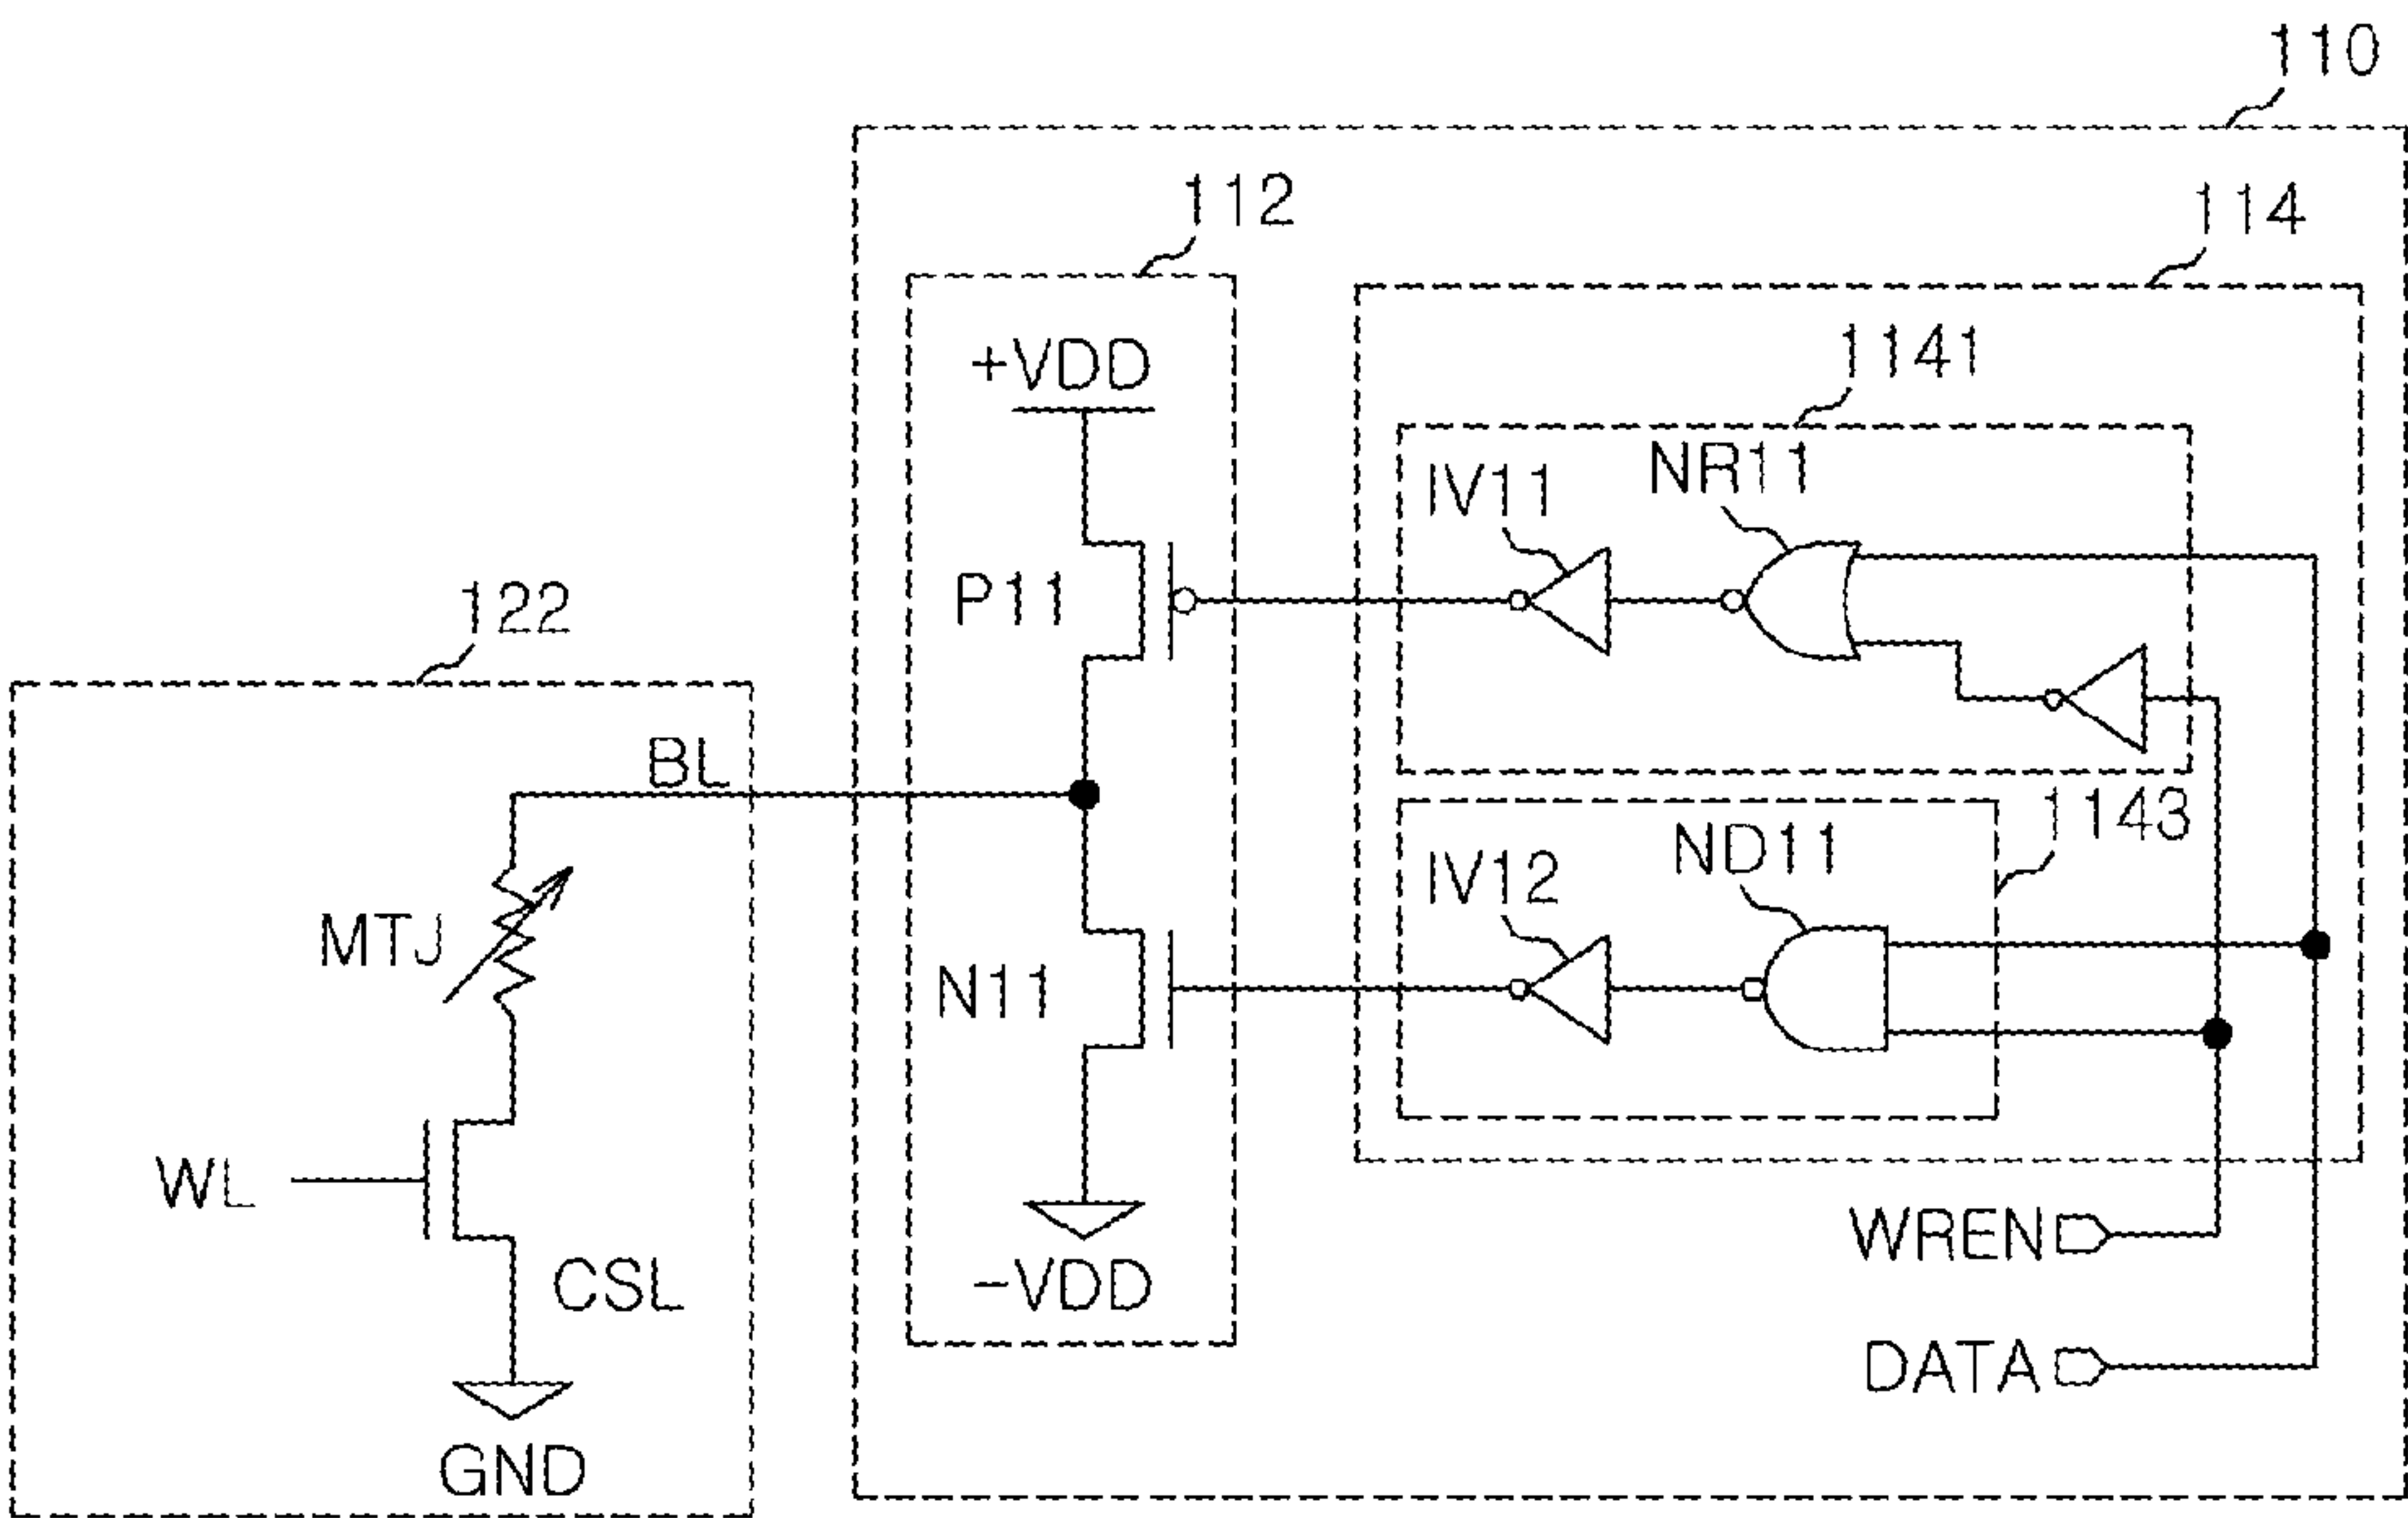 110
112
114
+VDD
1141
IV11
NR11
P11
122
BL
1143
IV12
ND11
MTJ
N11
WL
CSL
-VDD
WREN
DATA
GND